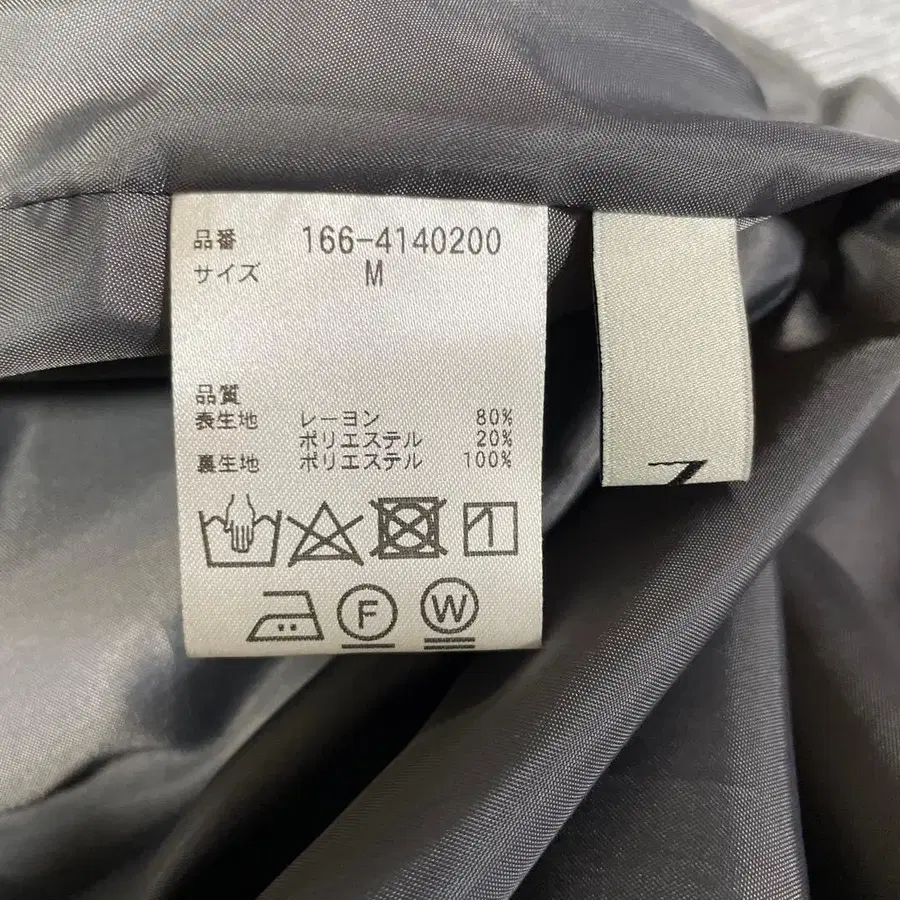 品番 166-4140200
サイズ M
品質
表生地 レーヨン 80%
ポリエステル 20%
裏生地 ポリエステル 100%
F W